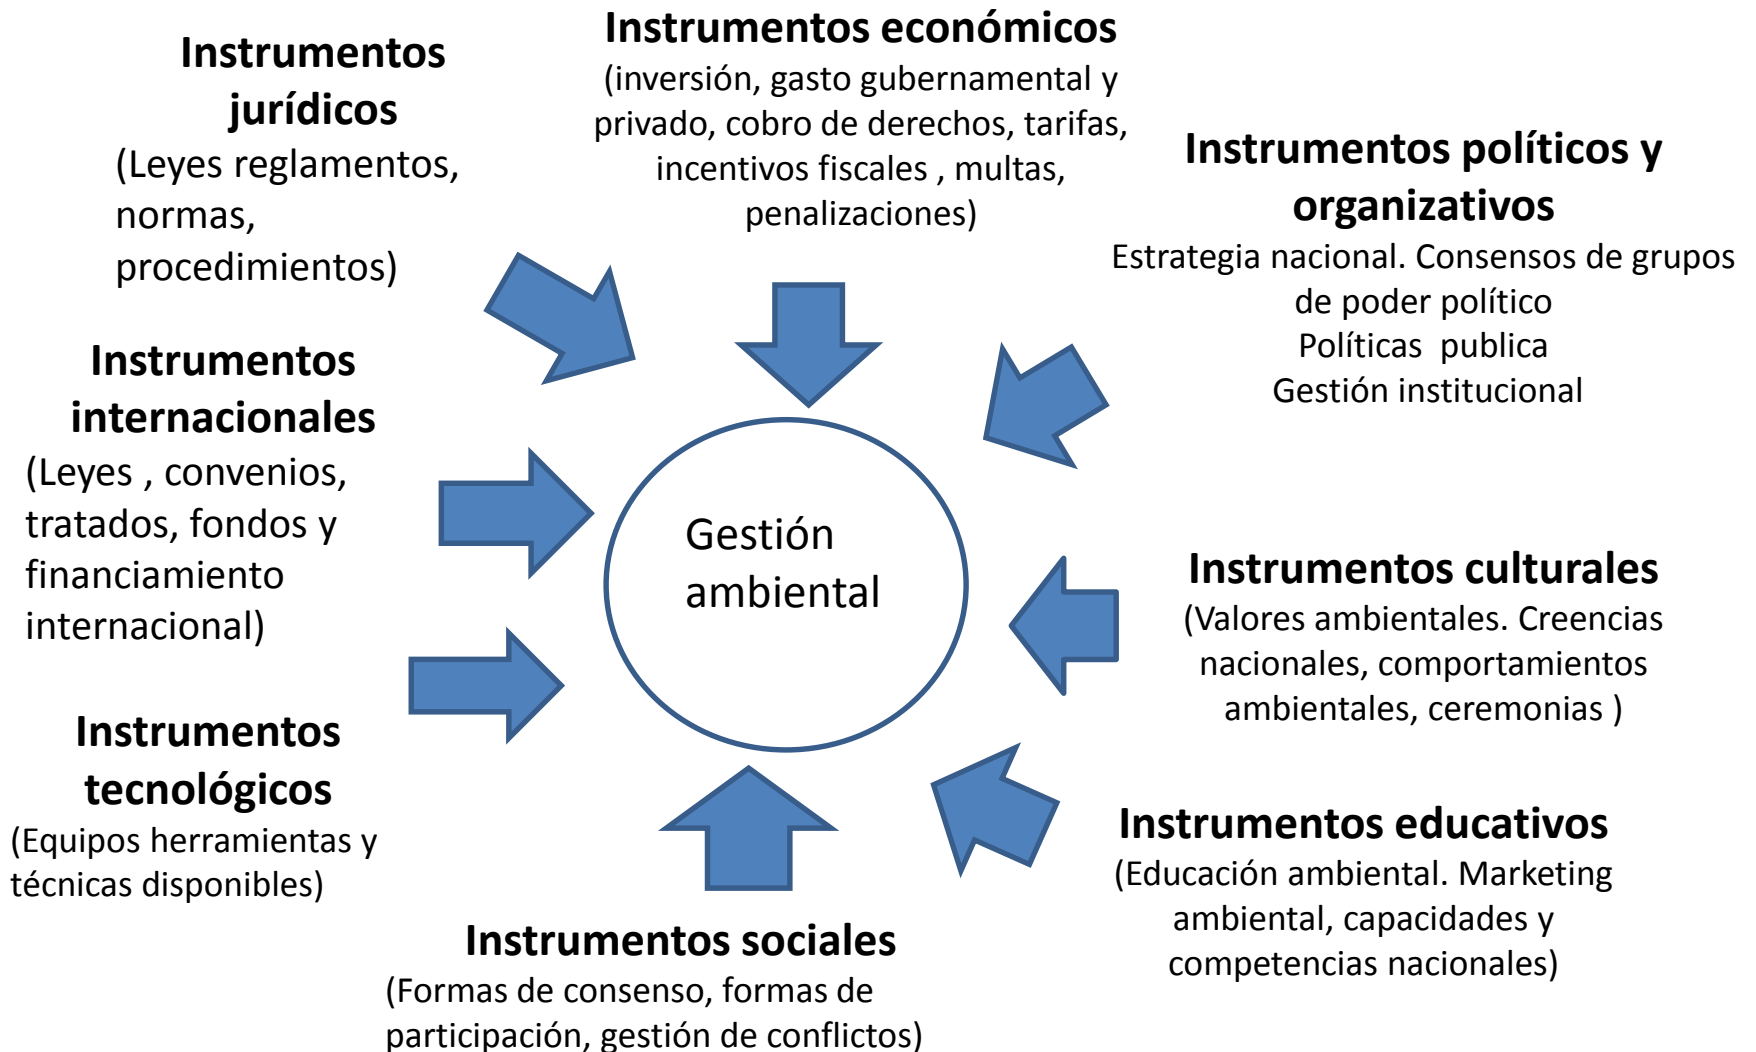 Instrumentos
jurídicos
(Leyes reglamentos,
normas,
procedimientos)
Instrumentos económicos
(inversión, gasto gubernamental y
privado, cobro de derechos, tarifas,
incentivos fiscales , multas,
penalizaciones)
Instrumentos políticos y
organizativos
Estrategia nacional. Consensos de grupos
de poder político
Políticas  publica
Gestión institucional
Instrumentos
internacionales
(Leyes , convenios,
tratados, fondos y
financiamiento
internacional)
Gestión
ambiental
Instrumentos culturales
(Valores ambientales. Creencias
nacionales, comportamientos
ambientales, ceremonias )
Instrumentos
tecnológicos
(Equipos herramientas y
técnicas disponibles)
Instrumentos educativos
(Educación ambiental. Marketing
ambiental, capacidades y
competencias nacionales)
Instrumentos sociales
(Formas de consenso, formas de
participación, gestión de conflictos)